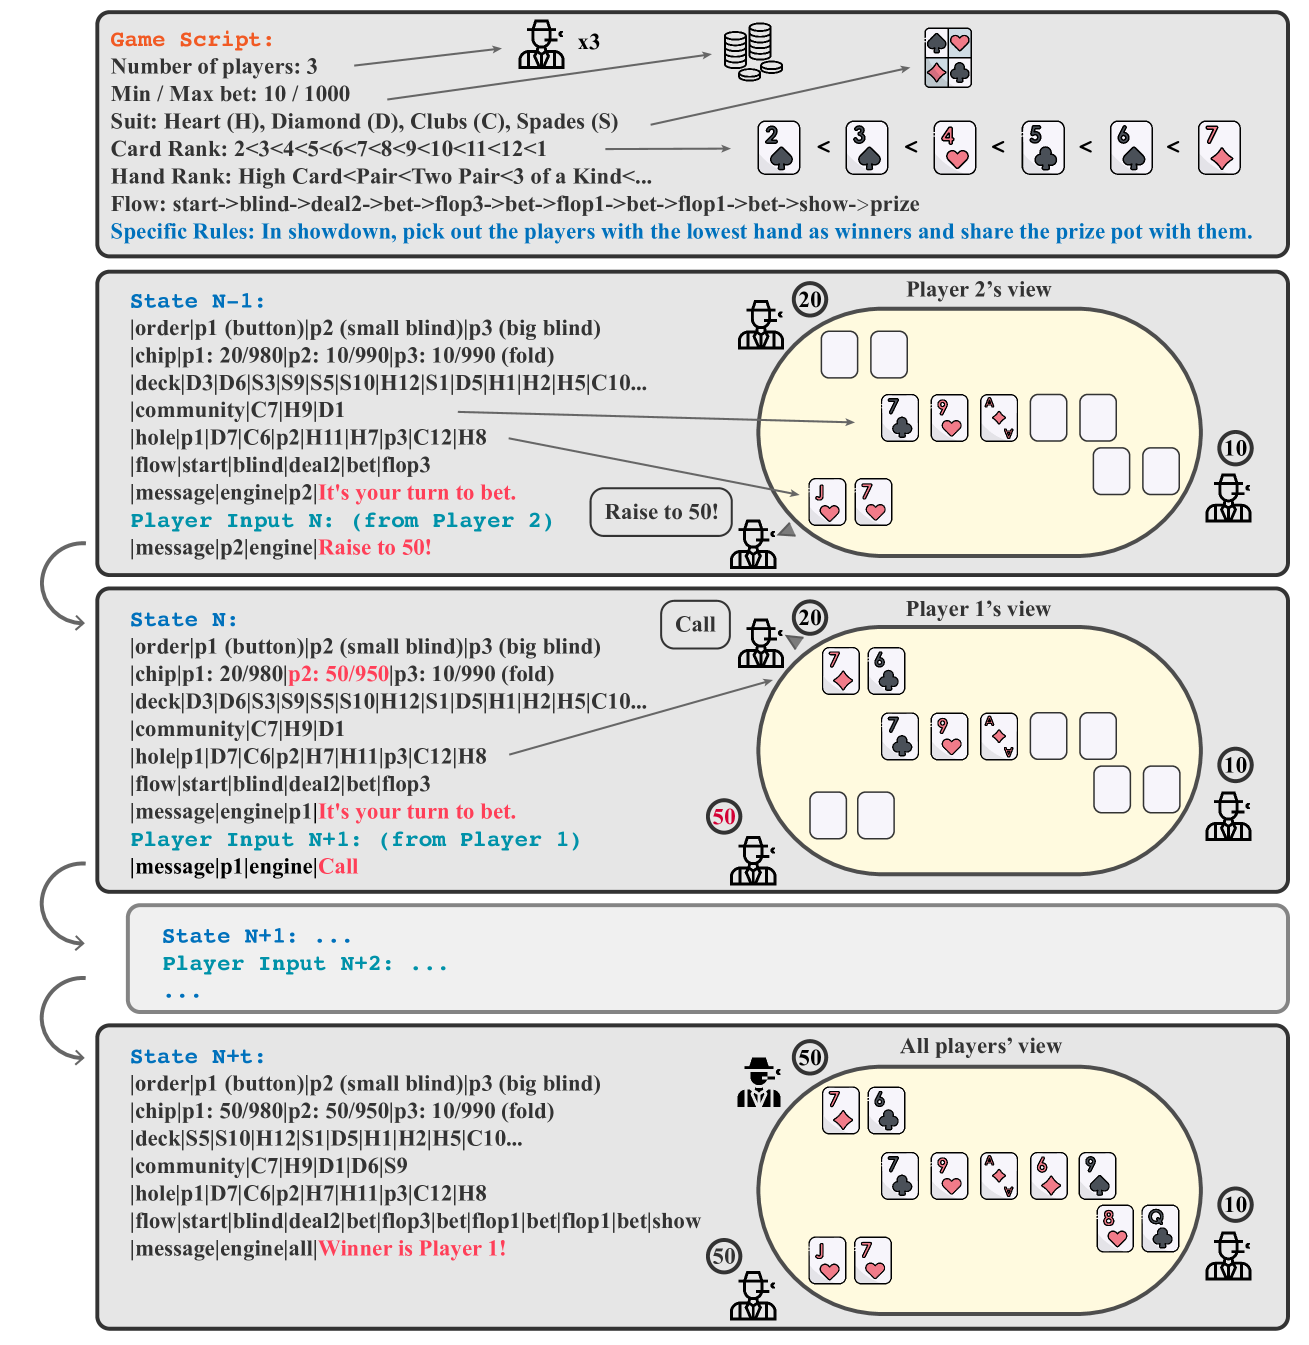 Game Script:
x3
Number of players: 3
Min / Max bet: 10 / 1000
Suit: Heart (H), Diamond (D), Clubs (C), Spades (S)
Card Rank: 2<3<4<5<6<7<8<9<10<11<12<1
2 < 3 < 4 < 5 < 6 < 7
Hand Rank: High Card<Pair<Two Pair<3 of a Kind<...
Flow: start->blind->deal2->bet->flop3->bet->flop1->bet->flop1->bet->show->prize
Specific Rules: In showdown, pick out the players with the lowest hand as winners and share the prize pot with them.
State N-1:
|order|p1 (button)|p2 (small blind)|p3 (big blind)
|chip|p1: 20/980|p2: 10/990|p3: 10/990 (fold)
|deck|D3|D6|S3|S9|S5|S10|H12|S1|D5|H1|H2|H5|C10...
|community|C7|H9|D1
|hole|p1|D7|C6|p2|H11|H7|p3|C12|H8
|flow|start|blind|deal2|bet|flop3
|message|engine|p2|It's your turn to bet.
Player Input N: (from Player 2)
|message|p2|engine|Raise to 50!
Player 2's view
20
7 9 A A
10
J 7
Raise to 50!
State N:
|order|p1 (button)|p2 (small blind)|p3 (big blind)
|chip|p1: 20/980|p2: 50/950|p3: 10/990 (fold)
|deck|D3|D6|S3|S9|S5|S10|H12|S1|D5|H1|H2|H5|C10...
|community|C7|H9|D1
|hole|p1|D7|C6|p2|H7|H11|p3|C12|H8
|flow|start|blind|deal2|bet|flop3
|message|engine|p1|It's your turn to bet.
Player Input N+1: (from Player 1)
|message|p1|engine|Call
Player 1's view
Call
20
7 6
7 9 A A
10
50
State N+1: ...
Player Input N+2: ...
...
State N+t:
|order|p1 (button)|p2 (small blind)|p3 (big blind)
|chip|p1: 50/980|p2: 50/950|p3: 10/990 (fold)
|deck|S5|S10|H12|S1|D5|H1|H2|H5|C10...
|community|C7|H9|D1|D6|S9
|hole|p1|D7|C6|p2|H7|H11|p3|C12|H8
|flow|start|blind|deal2|bet|flop3|bet|flop1|bet|flop1|bet|show
|message|engine|all|Winner is Player 1!
All players' view
50
7 6
7 9 A A 6 9
10
8 Q
50
J 7